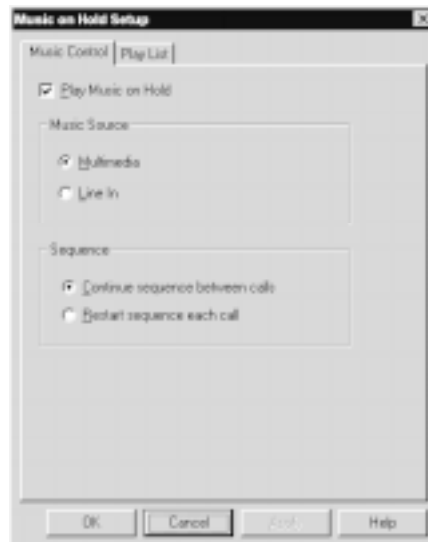 Music on Hold Setup
Music Control Play List
Play Music on Hold
Music Source
Multimedia
Line In
Sequence
Continue sequence between calls
Restart sequence each call
OK Cancel Apply Help